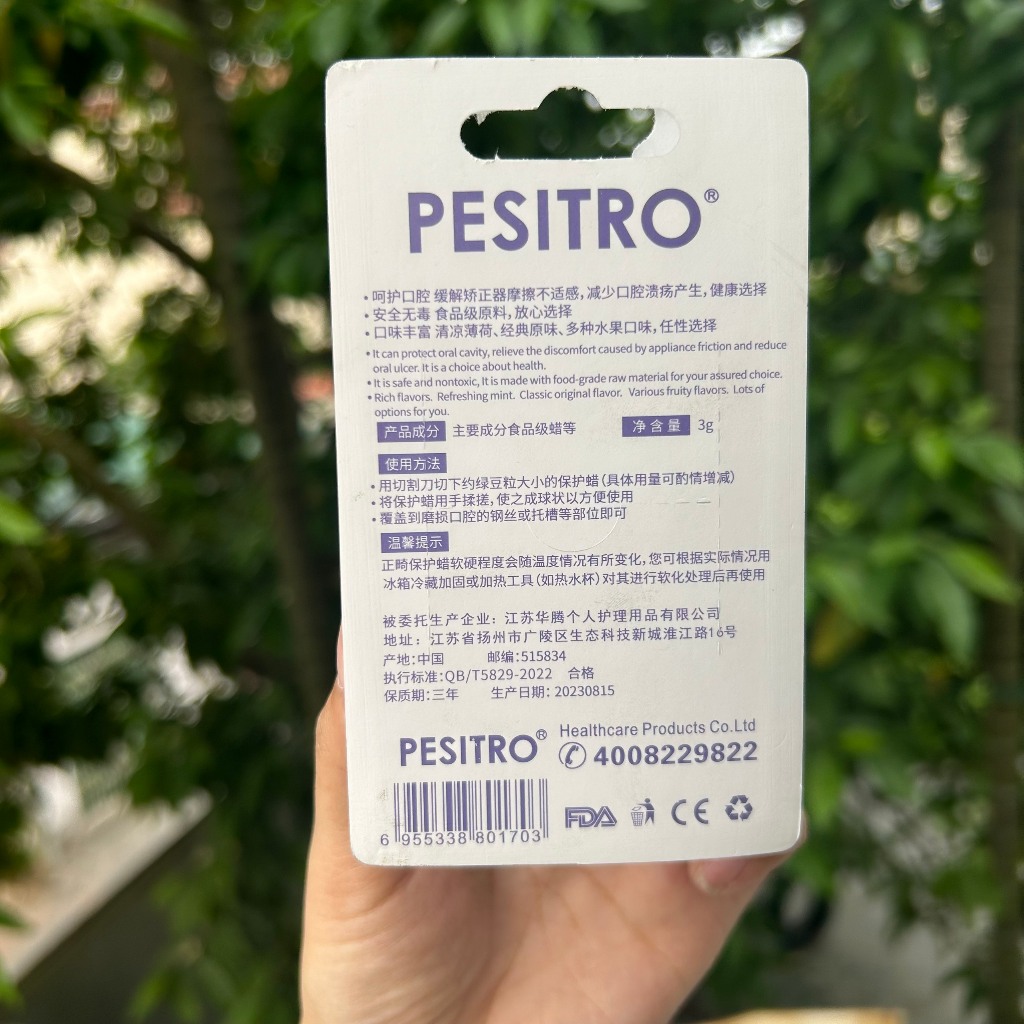 PESITRO®
• 呵护口腔 缓解矫正器摩擦不适感，减少口腔溃疡产生，健康选择
• 安全无毒 食品级原料，放心选择
• 口味丰富 清凉薄荷、经典原味、多种水果口味，任性选择
• It can protect oral cavity, relieve the discomfort caused by appliance friction and reduce
oral ulcer. It is a choice about health.
• It is safe and nontoxic, It is made with food-grade raw material for your assured choice.
• Rich flavors. Refreshing mint. Classic original flavor. Various fruity flavors. Lots of
options for you.
产品成分 主要成分食品级蜡等 净含量 3g
使用方法
• 用切割刀切下约绿豆粒大小的保护蜡（具体用量可酌情增减）
• 将保护蜡用手揉搓，使之成球状以方便使用
• 覆盖到磨损口腔的钢丝或托槽等部位即可
温馨提示
正畸保护蜡软硬程度会随温度情况有所变化，您可根据实际情况用
冰箱冷藏加固或加热工具（如热水杯）对其进行软化处理后再使用
被委托生产企业：江苏华腾个人护理用品有限公司
地址：江苏省扬州市广陵区生态科技新城淮江路16号
产地：中国 邮编：515834
执行标准：QB/T5829-2022 合格
保质期：三年 生产日期：20230815
PESITRO® Healthcare Products Co.Ltd
4008229822
6 955338 801703
FDA CE